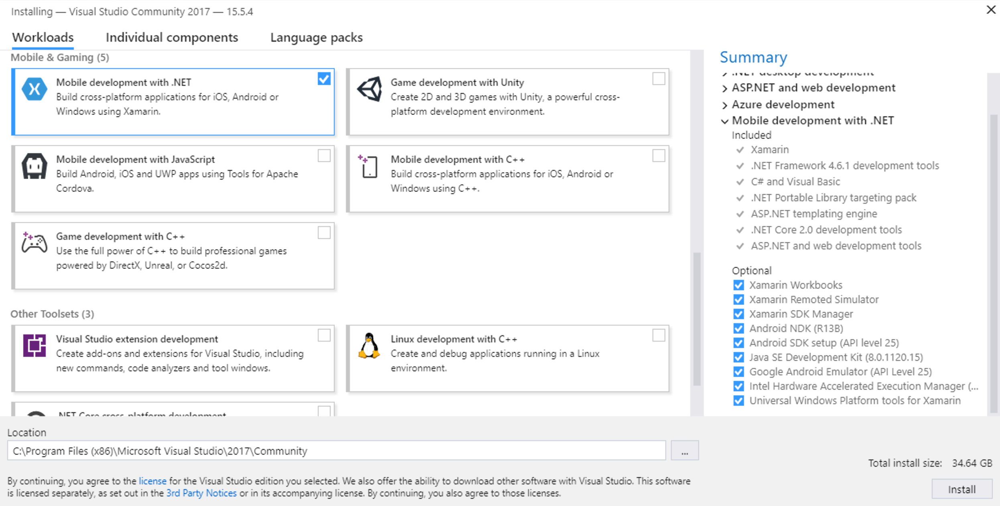 Installing — Visual Studio Community 2017 — 15.5.4
Workloads
Individual components
Language packs
Mobile & Gaming (5)
Mobile development with .NET
Build cross-platform applications for iOS, Android or
Windows using Xamarin.
Game development with Unity
Create 2D and 3D games with Unity, a powerful cross-
platform development environment.
Mobile development with JavaScript
Build Android, iOS and UWP apps using Tools for Apache
Cordova.
Mobile development with C++
Build cross-platform applications for iOS, Android or
Windows using C++.
Game development with C++
Use the full power of C++ to build professional games
powered by DirectX, Unreal, or Cocos2d.
Other Toolsets (3)
Visual Studio extension development
Create add-ons and extensions for Visual Studio, including
new commands, code analyzers and tool windows.
Linux development with C++
Create and debug applications running in a Linux
environment.
.NET Core cross-platform development
Summary
.NET desktop development
ASP.NET and web development
Azure development
Mobile development with .NET
Included
Xamarin
.NET Framework 4.6.1 development tools
C# and Visual Basic
.NET Portable Library targeting pack
ASP.NET templating engine
.NET Core 2.0 development tools
ASP.NET and web development tools
Optional
Xamarin Workbooks
Xamarin Remoted Simulator
Xamarin SDK Manager
Android NDK (R13B)
Android SDK setup (API level 25)
Java SE Development Kit (8.0.1120.15)
Google Android Emulator (API Level 25)
Intel Hardware Accelerated Execution Manager (...
Universal Windows Platform tools for Xamarin
Location
C:\Program Files (x86)\Microsoft Visual Studio\2017\Community
...
Total install size: 34.64 GB
By continuing, you agree to the license for the Visual Studio edition you selected. We also offer the ability to download other software with Visual Studio. This software
is licensed separately, as set out in the 3rd Party Notices or in its accompanying license. By continuing, you also agree to those licenses.
Install